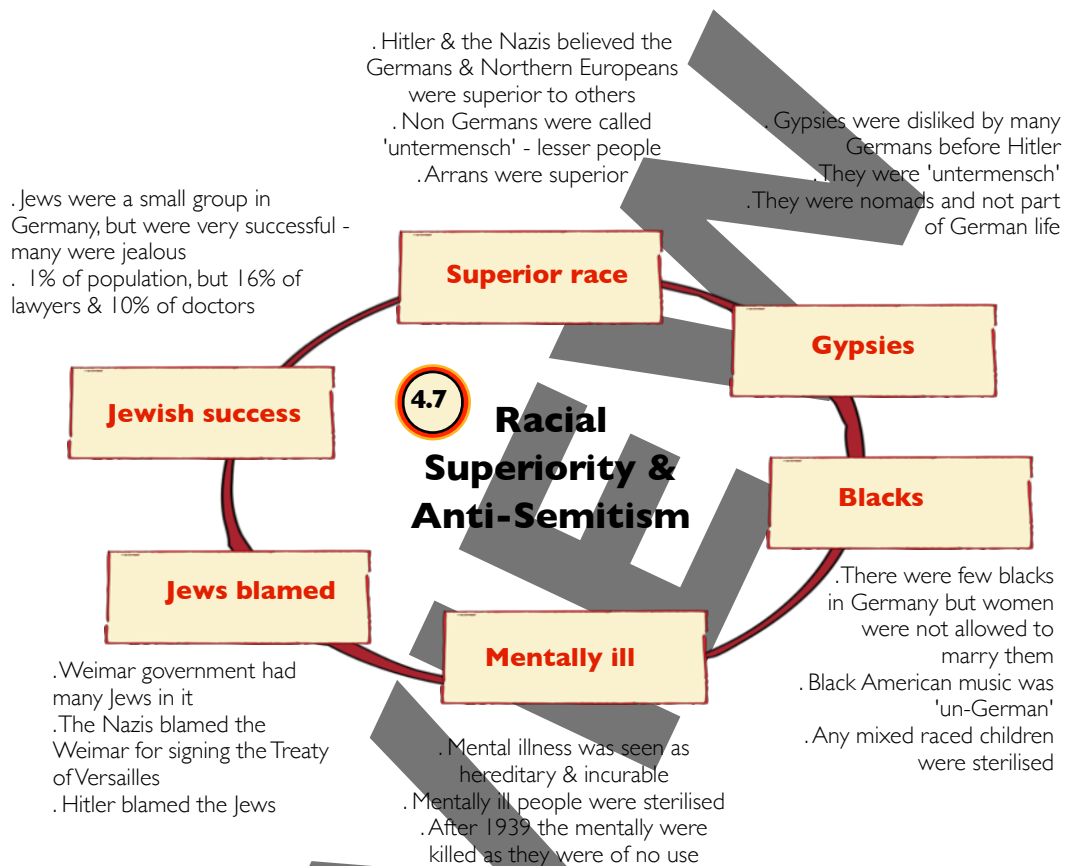 . Hitler & the Nazis believed the
Germans & Northern Europeans
were superior to others
. Non Germans were called
'untermensch' - lesser people
. Arrans were superior
. Gypsies were disliked by many
Germans before Hitler
. They were 'untermensch'
. They were nomads and not part
of German life
. Jews were a small group in
Germany, but were very successful -
many were jealous
. 1% of population, but 16% of
lawyers & 10% of doctors
Superior race
Gypsies
Jewish success
4.7
Racial
Superiority &
Anti-Semitism
Blacks
Jews blamed
Mentally ill
. There were few blacks
in Germany but women
were not allowed to
marry them
. Black American music was
'un-German'
. Any mixed raced children
were sterilised
. Weimar government had
many Jews in it
. The Nazis blamed the
Weimar for signing the Treaty
of Versailles
. Hitler blamed the Jews
. Mental illness was seen as
hereditary & incurable
. Mentally ill people were sterilised
. After 1939 the mentally were
killed as they were of no use